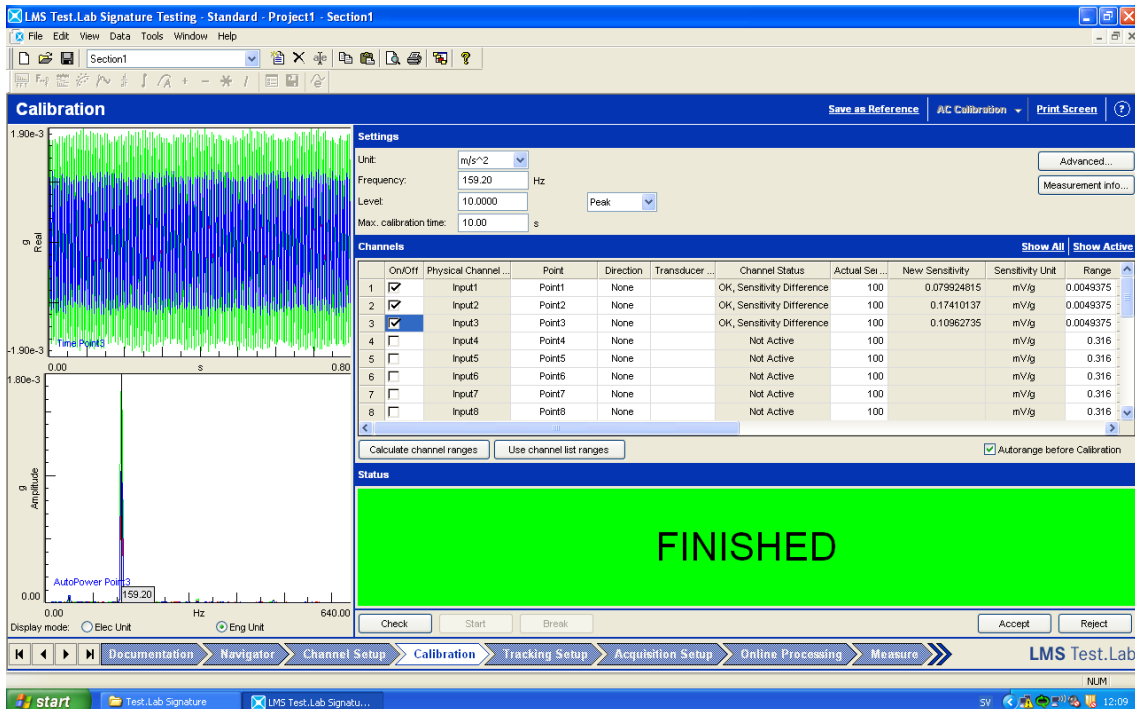 LMS Test.Lab Signature Testing - Standard - Project1 - Section1
File Edit View Data Tools Window Help
Section1
Calibration
Save as Reference AC Calibration Print Screen
1.90e-3
g
Real
-1.90e-3
Time Point3
0.00 s 0.80
1.80e-3
g
Amplitude
0.00
AutoPower Point3
159.20
0.00 Hz 640.00
Display mode: Elec Unit Eng Unit
Settings
Unit: m/s^2 Advanced...
Frequency: 159.20 Hz Measurement info...
Level: 10.0000 Peak
Max. calibration time: 10.00 s
Channels Show All Show Active
On/Off Physical Channel ... Point Direction Transducer ... Channel Status Actual Ser ... New Sensitivity Sensitivity Unit Range
1 Input1 Point1 None OK, Sensitivity Difference 100 0.079924815 mV/g 0.0049375
2 Input2 Point2 None OK, Sensitivity Difference 100 0.17410137 mV/g 0.0049375
3 Input3 Point3 None OK, Sensitivity Difference 100 0.10962735 mV/g 0.0049375
4 Input4 Point4 None Not Active 100 mV/g 0.316
5 Input5 Point5 None Not Active 100 mV/g 0.316
6 Input6 Point6 None Not Active 100 mV/g 0.316
7 Input7 Point7 None Not Active 100 mV/g 0.316
8 Input8 Point8 None Not Active 100 mV/g 0.316
Calculate channel ranges Use channel list ranges Autorange before Calibration
Status
FINISHED
Check Start Break Accept Reject
Documentation Navigator Channel Setup Calibration Tracking Setup Acquisition Setup Online Processing Measure LMS Test.Lab
NUM
start Test.Lab Signature LMS Test.Lab Signatu... SV 12:09